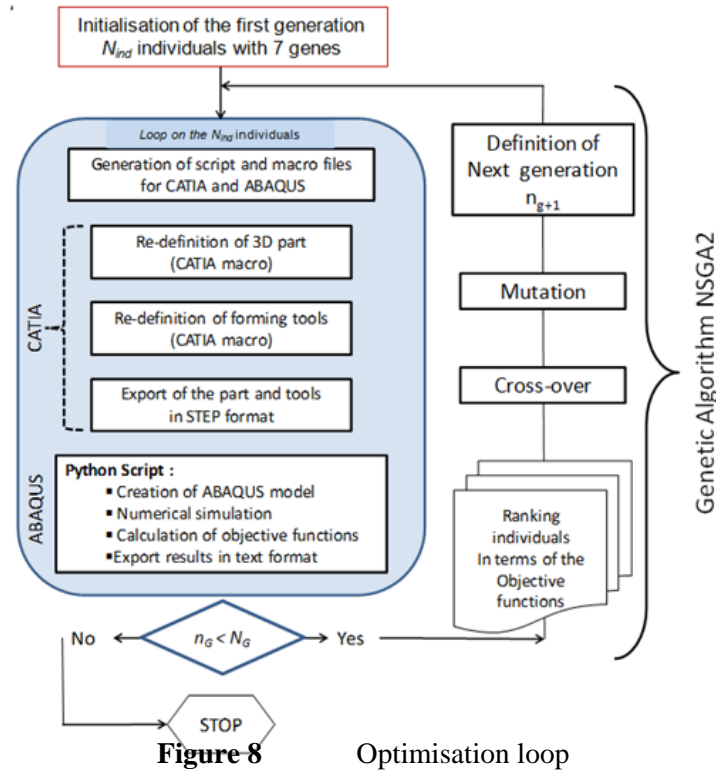 Initialisation of the first generation
N_ind individuals with 7 genes
Loop on the N_ind individuals
Generation of script and macro files
for CATIA and ABAQUS
CATIA
Re-definition of 3D part
(CATIA macro)
Re-definition of forming tools
(CATIA macro)
Export of the part and tools
in STEP format
ABAQUS
Python Script :
▪ Creation of ABAQUS model
▪ Numerical simulation
▪ Calculation of objective functions
▪Export results in text format
No
n_G < N_G
Yes
STOP
Definition of
Next generation
n_g+1
Mutation
Cross-over
Ranking
individuals
In terms of the
Objective
functions
Genetic Algorithm NSGA2
Figure 8 Optimisation loop